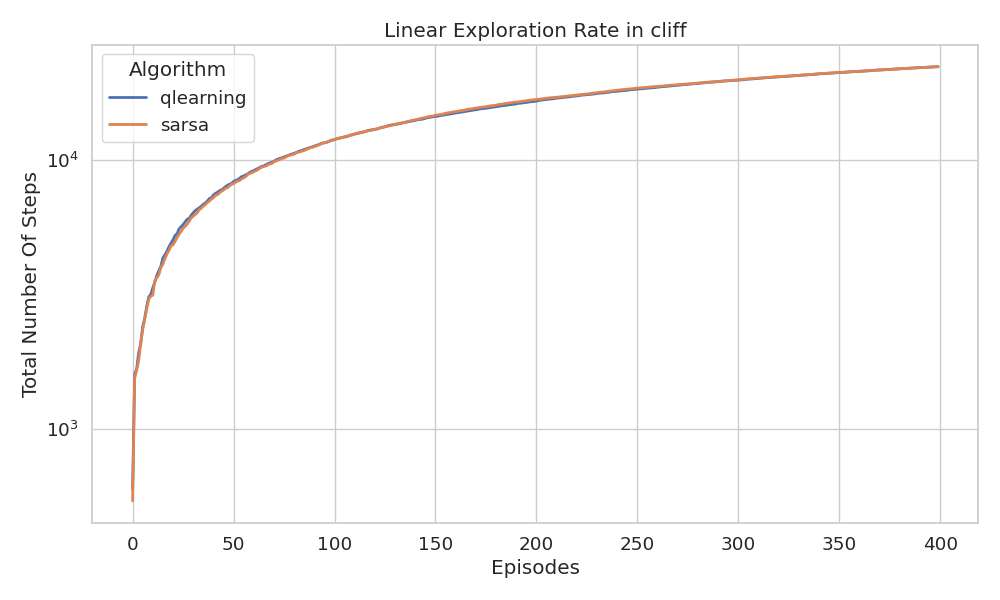 Linear Exploration Rate in cliff
Algorithm
qlearning
sarsa
Total Number Of Steps
10^4
10^3
0 50 100 150 200 250 300 350 400
Episodes